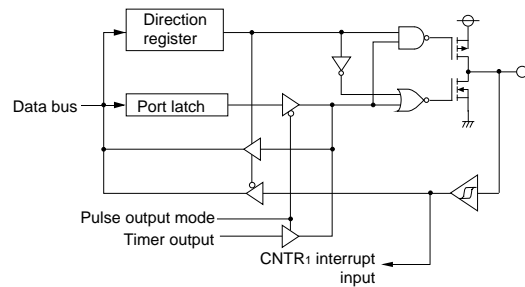 Direction
register
Data bus
Port latch
Pulse output mode
Timer output
CNTR1 interrupt
input